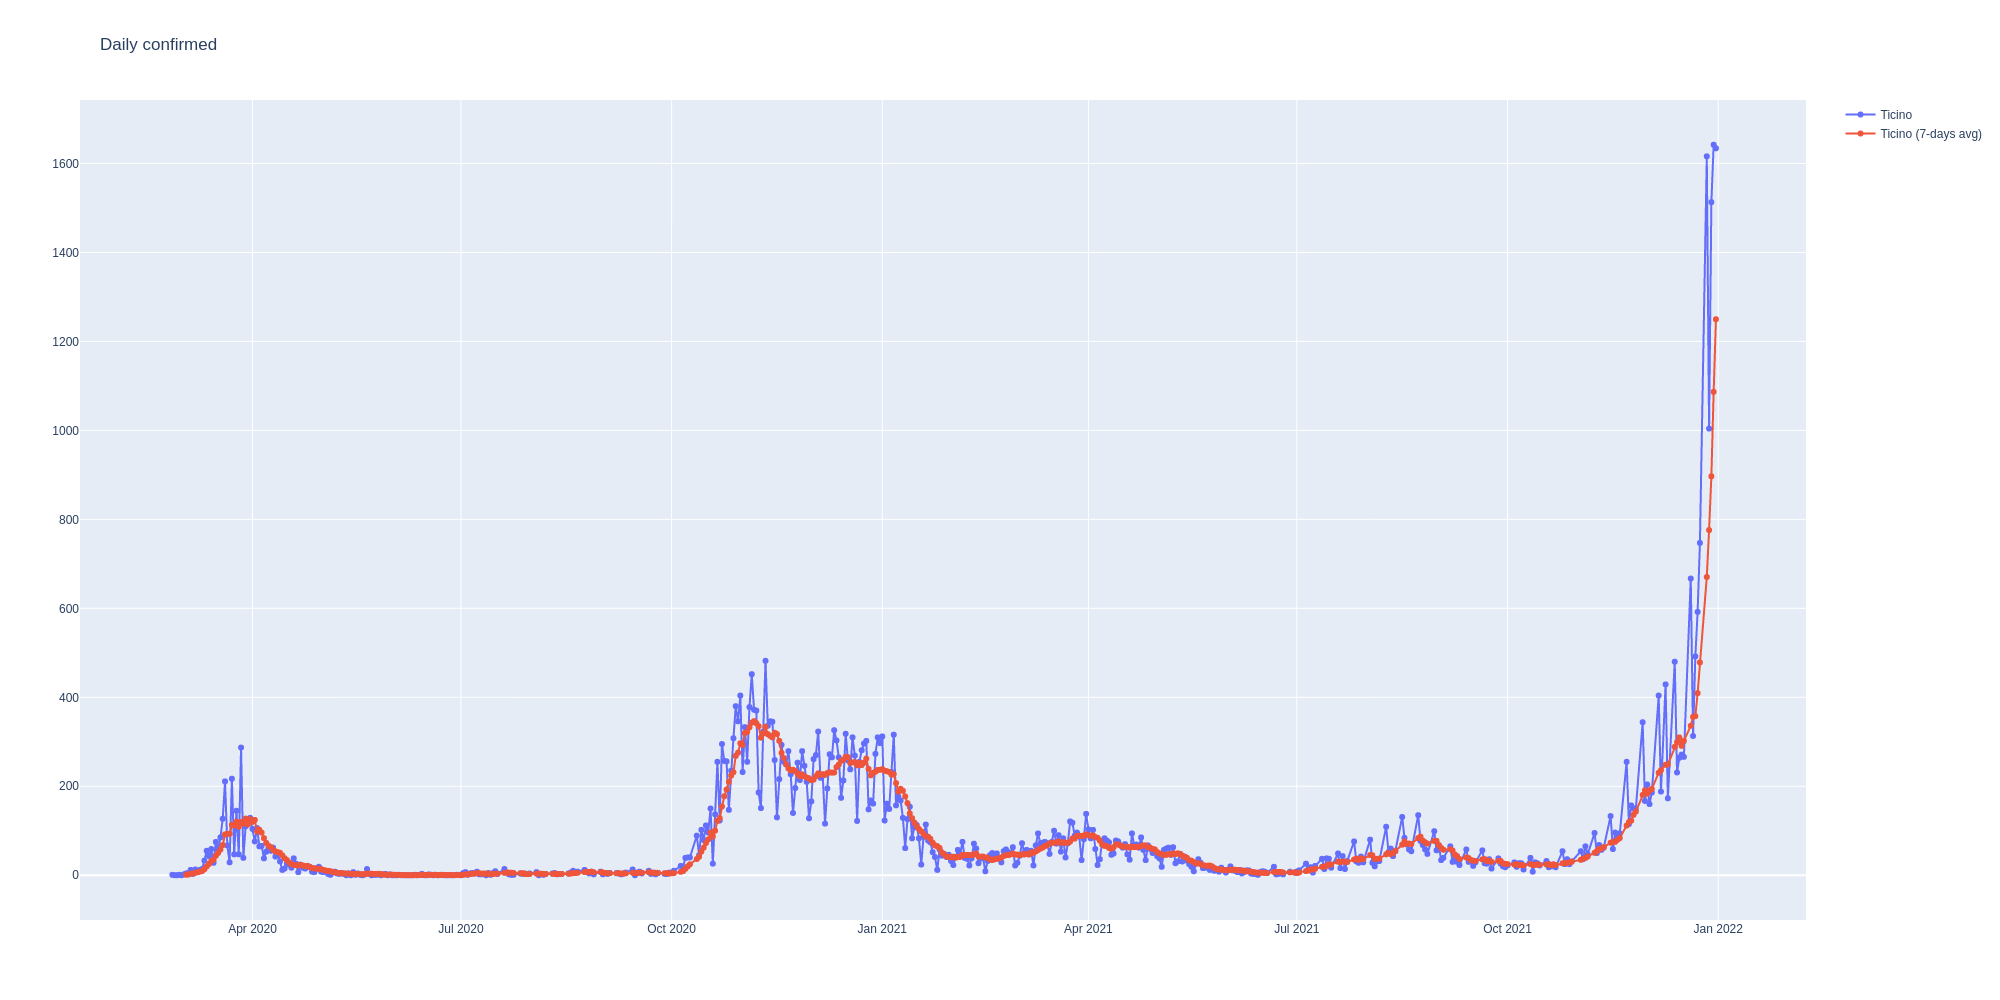 Daily confirmed
Ticino
Ticino (7-days avg)
1600
1400
1200
1000
800
600
400
200
0
Apr 2020
Jul 2020
Oct 2020
Jan 2021
Apr 2021
Jul 2021
Oct 2021
Jan 2022